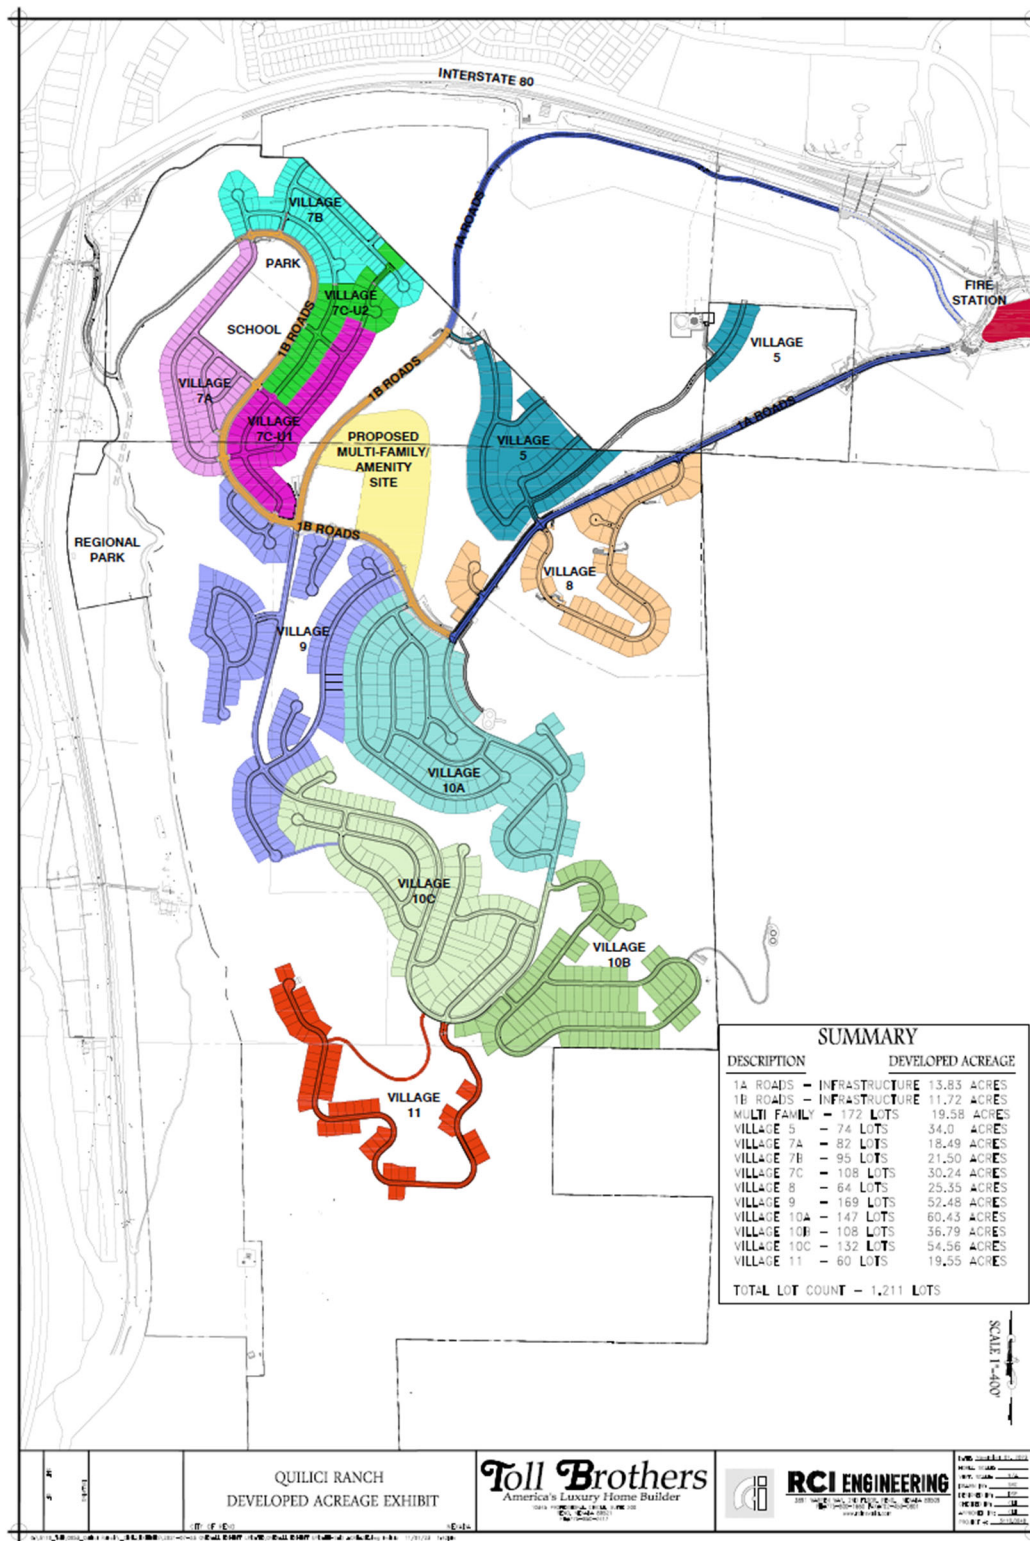 INTERSTATE 80
1A ROADS
VILLAGE
7B
PARK
VILLAGE
7C-U2
SCHOOL
1B ROADS
FIRE
STATION
VILLAGE
5
VILLAGE
7A
1B ROADS
VILLAGE
7C-U1
1A ROADS
PROPOSED
MULTI-FAMILY/
AMENITY
SITE
VILLAGE
5
REGIONAL
PARK
1B ROADS
VILLAGE
8
VILLAGE
9
VILLAGE
10A
VILLAGE
10C
VILLAGE
10B
VILLAGE
11
SUMMARY
DESCRIPTION DEVELOPED ACREAGE
1A ROADS - INFRASTRUCTURE 13.83 ACRES
1B ROADS - INFRASTRUCTURE 11.72 ACRES
MULTI FAMILY - 172 LOTS 19.58 ACRES
VILLAGE 5 - 74 LOTS 34.0 ACRES
VILLAGE 7A - 82 LOTS 18.49 ACRES
VILLAGE 7B - 95 LOTS 21.50 ACRES
VILLAGE 7C - 108 LOTS 30.24 ACRES
VILLAGE 8 - 64 LOTS 25.35 ACRES
VILLAGE 9 - 169 LOTS 52.48 ACRES
VILLAGE 10A - 147 LOTS 60.43 ACRES
VILLAGE 10B - 108 LOTS 36.79 ACRES
VILLAGE 10C - 132 LOTS 54.56 ACRES
VILLAGE 11 - 60 LOTS 19.55 ACRES
TOTAL LOT COUNT - 1,211 LOTS
SCALE 1"=400'
QUILICI RANCH
DEVELOPED ACREAGE EXHIBIT
CITY OF RENO NEVADA
Toll Brothers
America's Luxury Home Builder
RCI ENGINEERING